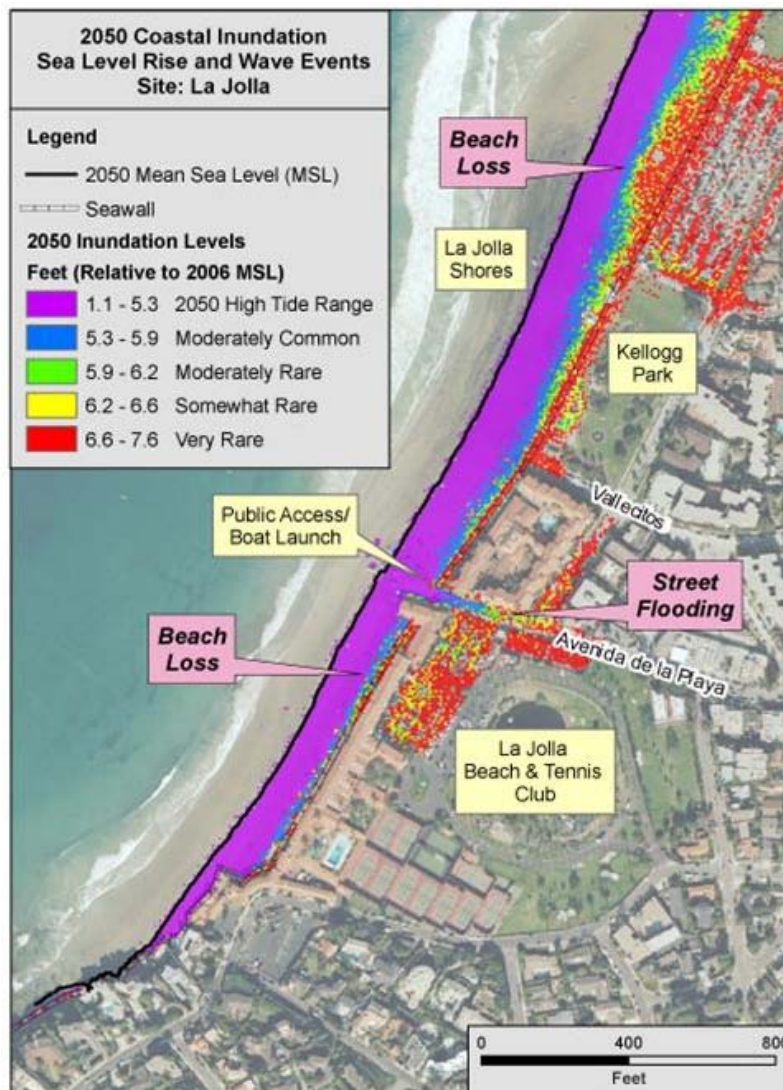 2050 Coastal Inundation
Sea Level Rise and Wave Events
Site: La Jolla
Legend
2050 Mean Sea Level (MSL)
Seawall
2050 Inundation Levels
Feet (Relative to 2006 MSL)
1.1 - 5.3 2050 High Tide Range
5.3 - 5.9 Moderately Common
5.9 - 6.2 Moderately Rare
6.2 - 6.6 Somewhat Rare
6.6 - 7.6 Very Rare
Beach
Loss
La Jolla
Shores
Kellogg
Park
Vallecitos
Public Access/
Boat Launch
Street
Flooding
Beach
Loss
Avenida de la Playa
La Jolla
Beach & Tennis
Club
0 400 800
Feet